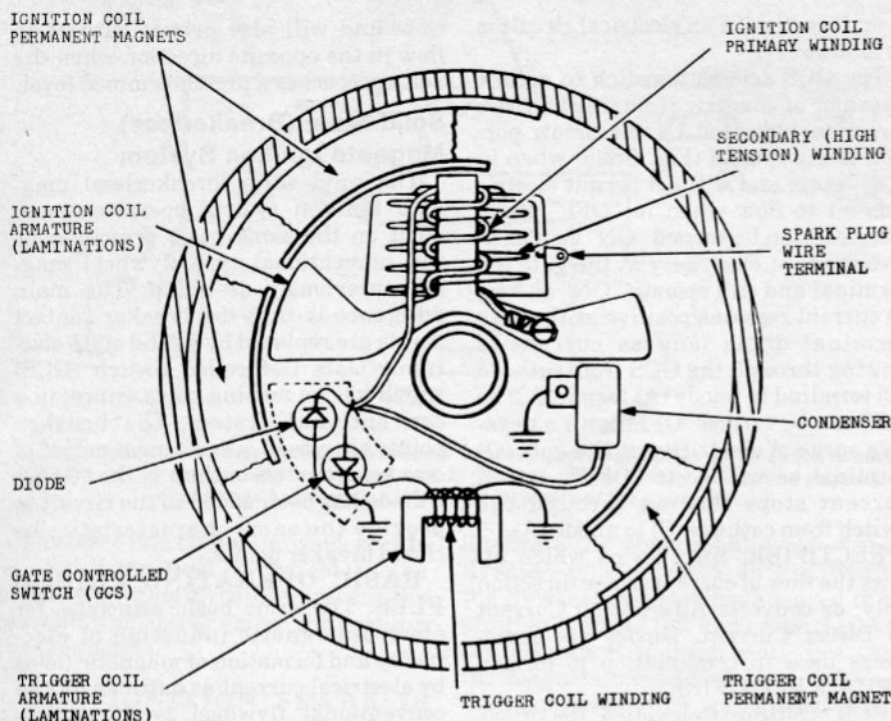 IGNITION COIL
PERMANENT MAGNETS
IGNITION COIL
PRIMARY WINDING
SECONDARY (HIGH
TENSION) WINDING
IGNITION COIL
ARMATURE
(LAMINATIONS)
SPARK PLUG
WIRE
TERMINAL
CONDENSER
DIODE
GATE CONTROLLED
SWITCH (GCS)
TRIGGER COIL
ARMATURE
(LAMINATIONS)
TRIGGER COIL WINDING
TRIGGER COIL
PERMANENT MAGNET